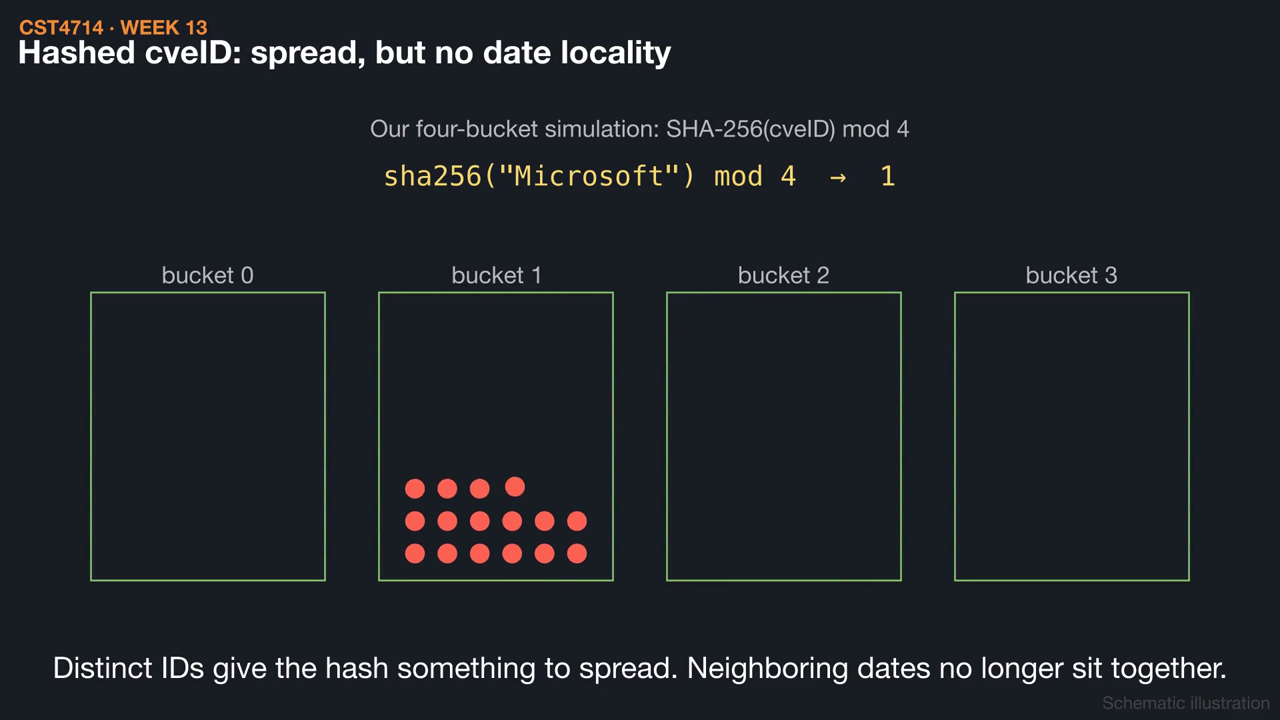 CST4714 · WEEK 13
Hashed cveID: spread, but no date locality
Our four-bucket simulation: SHA-256(cveID) mod 4
sha256("Microsoft") mod 4 → 1
bucket 0
bucket 1
bucket 2
bucket 3
Distinct IDs give the hash something to spread. Neighboring dates no longer sit together.
Schematic illustration